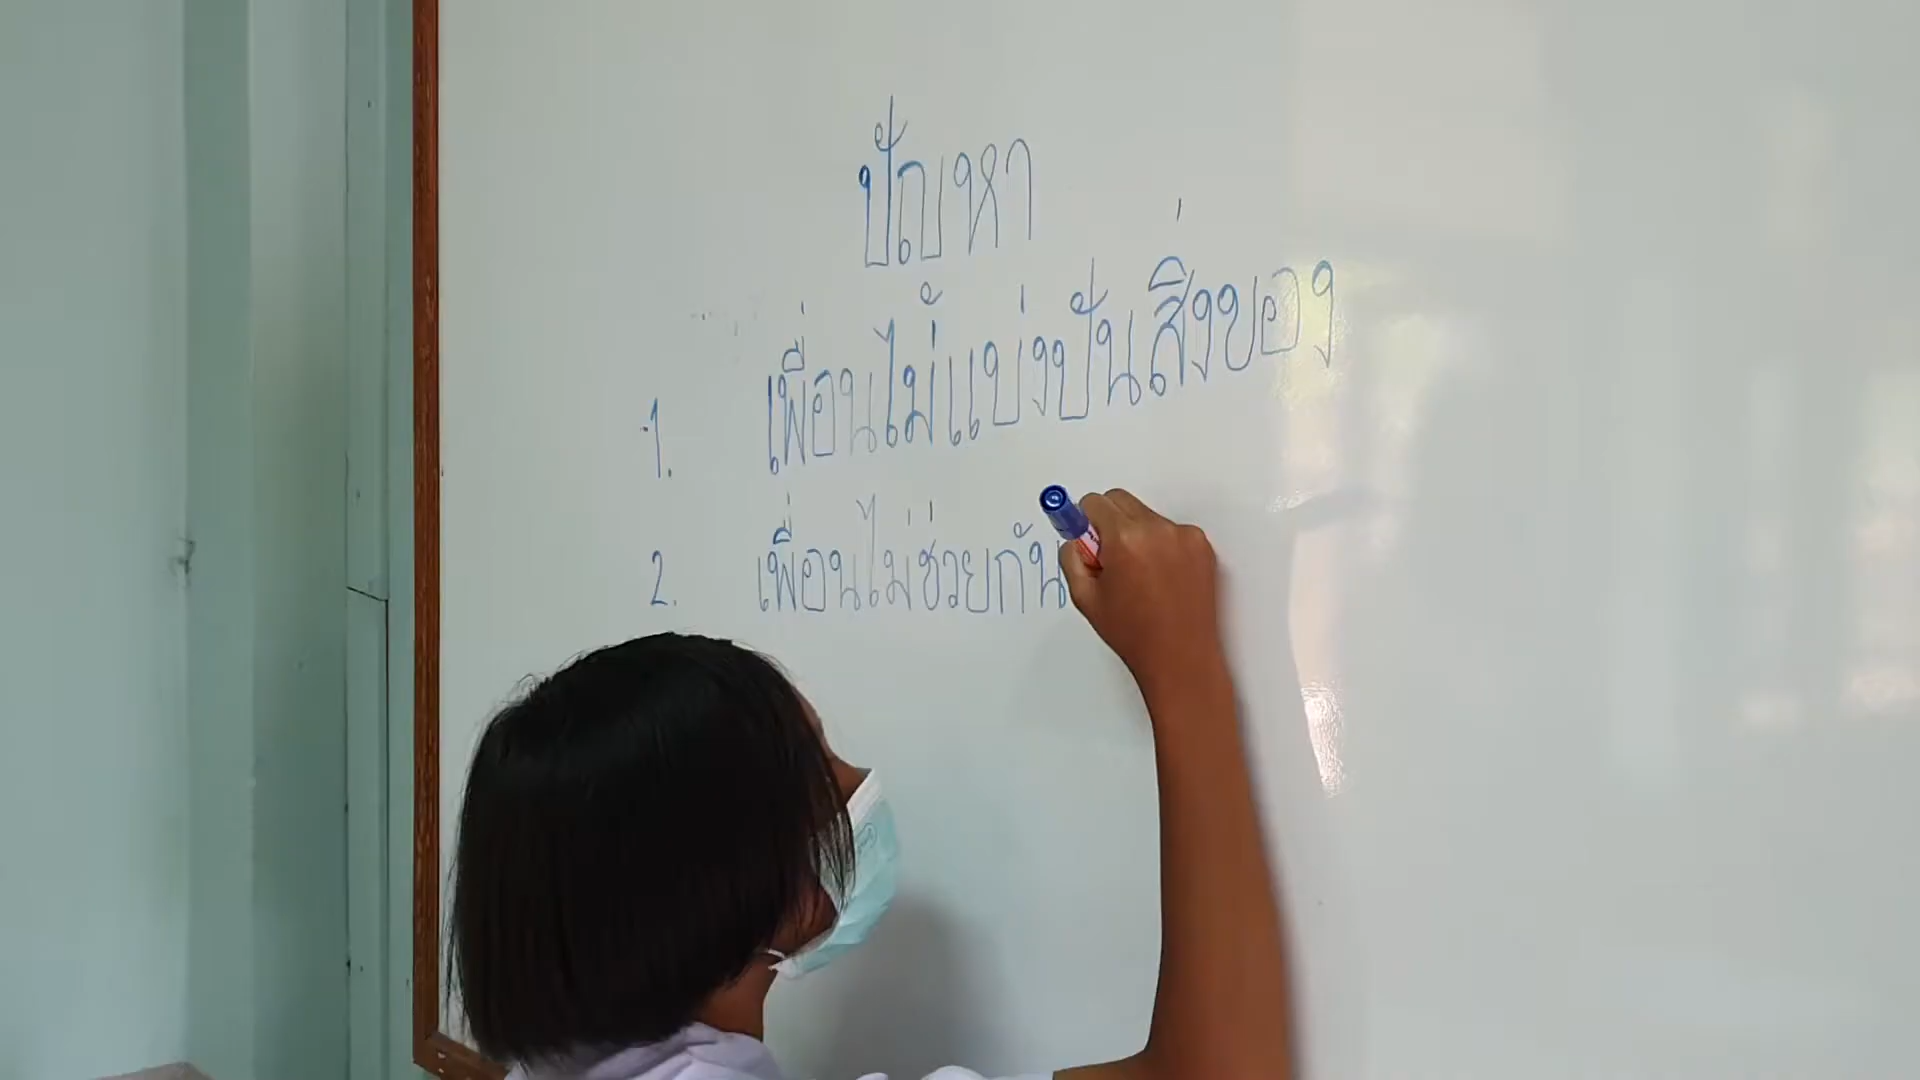 ปัญหา
1. เพื่อนไม่แบ่งปันสิ่งของ
2. เพื่อนไม่ช่วยกัน